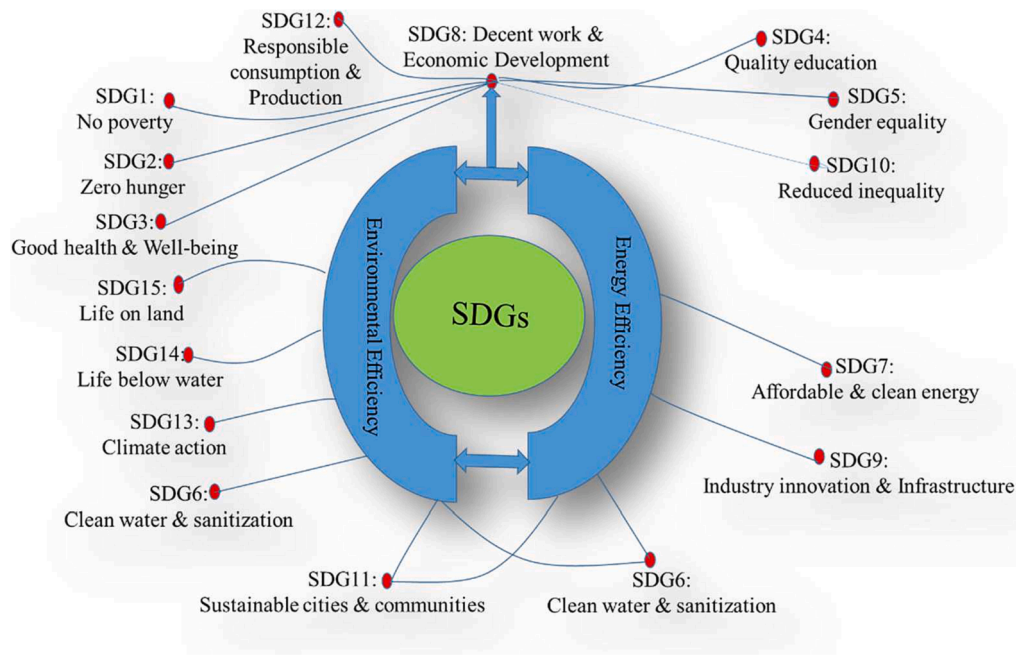 SDG12:
Responsible
consumption &
Production
SDG8: Decent work &
Economic Development
SDG4:
Quality education
SDG1:
No poverty
SDG5:
Gender equality
SDG2:
Zero hunger
SDG10:
Reduced inequality
SDG3:
Good health & Well-being
Environmental Efficiency
Energy Efficiency
SDGs
SDG15:
Life on land
SDG14:
Life below water
SDG7:
Affordable & clean energy
SDG13:
Climate action
SDG9:
Industry innovation & Infrastructure
SDG6:
Clean water & sanitization
SDG11:
Sustainable cities & communities
SDG6:
Clean water & sanitization